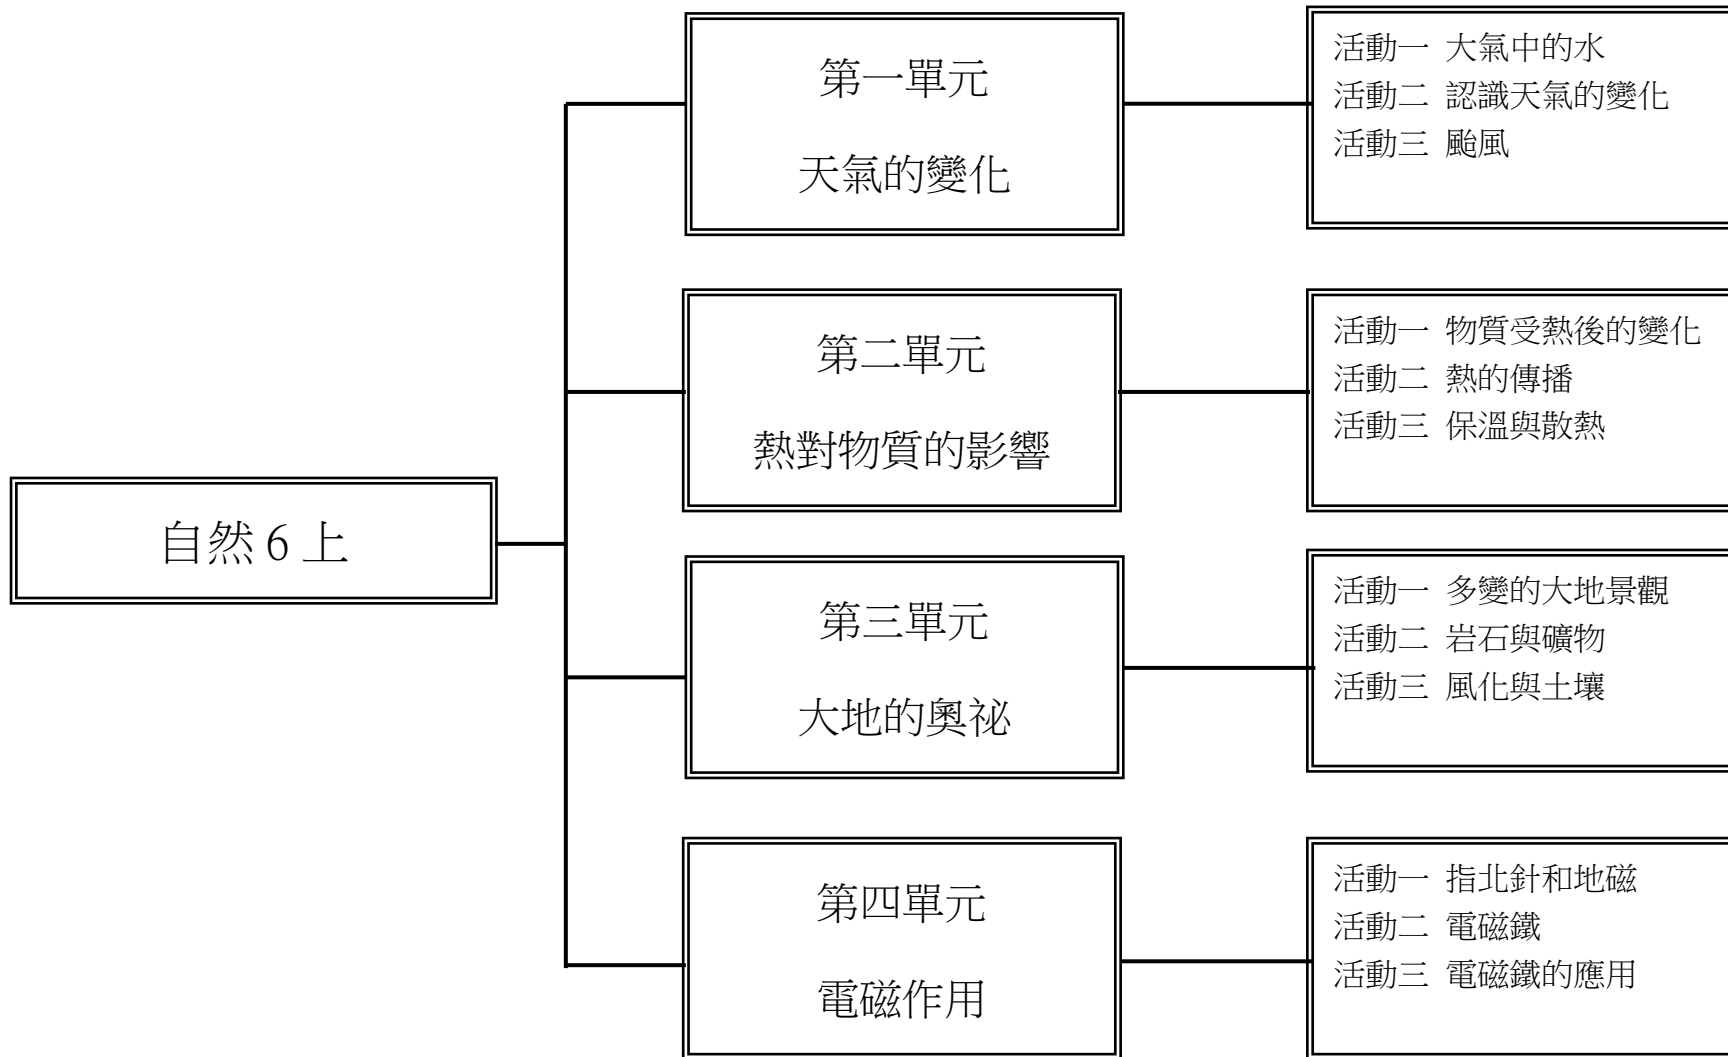 自然 6 上
第一單元
天氣的變化
活動一 大氣中的水
活動二 認識天氣的變化
活動三 颱風
第二單元
熱對物質的影響
活動一 物質受熱後的變化
活動二 熱的傳播
活動三 保溫與散熱
第三單元
大地的奧祕
活動一 多變的大地景觀
活動二 岩石與礦物
活動三 風化與土壤
第四單元
電磁作用
活動一 指北針和地磁
活動二 電磁鐵
活動三 電磁鐵的應用